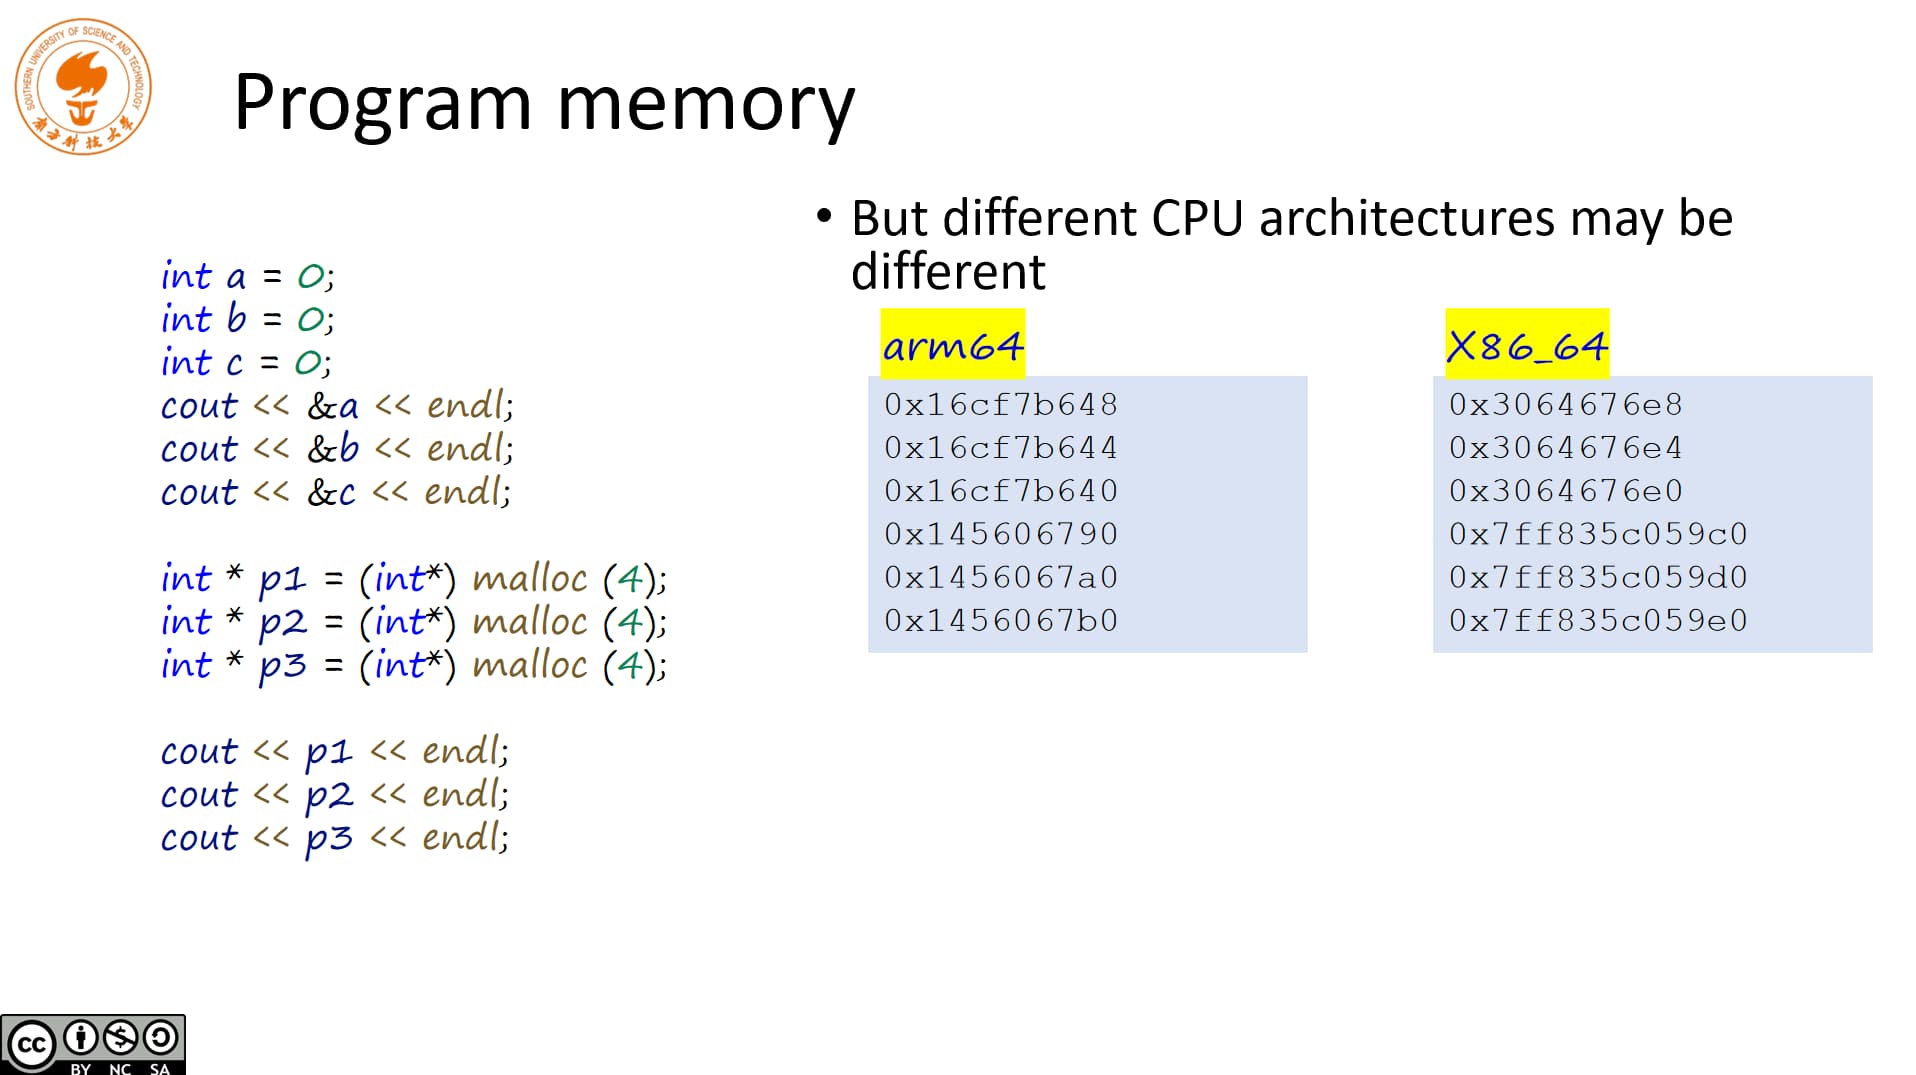 SOUTHERN UNIVERSITY OF SCIENCE AND TECHNOLOGY
南方科技大学
Program memory
int a = 0;
int b = 0;
int c = 0;
cout << &a << endl;
cout << &b << endl;
cout << &c << endl;
int * p1 = (int*) malloc (4);
int * p2 = (int*) malloc (4);
int * p3 = (int*) malloc (4);
cout << p1 << endl;
cout << p2 << endl;
cout << p3 << endl;
• But different CPU architectures may be
different
arm64
0x16cf7b648
0x16cf7b644
0x16cf7b640
0x145606790
0x1456067a0
0x1456067b0
X86_64
0x3064676e8
0x3064676e4
0x3064676e0
0x7ff835c059c0
0x7ff835c059d0
0x7ff835c059e0
cc
BY NC SA